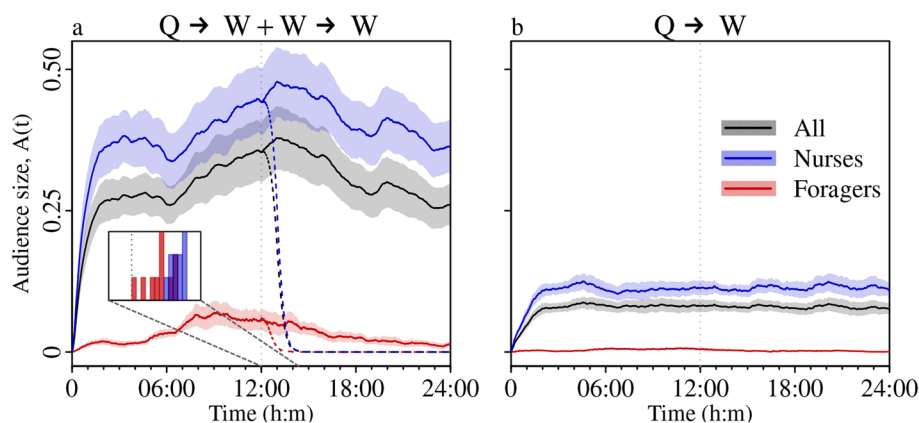 a Q → W + W → W
b Q → W
Audience size, A(t)
0.50
0.25
0
All
Nurses
Foragers
0 06:00 12:00 18:00 24:00
0 06:00 12:00 18:00 24:00
Time (h:m)
Time (h:m)